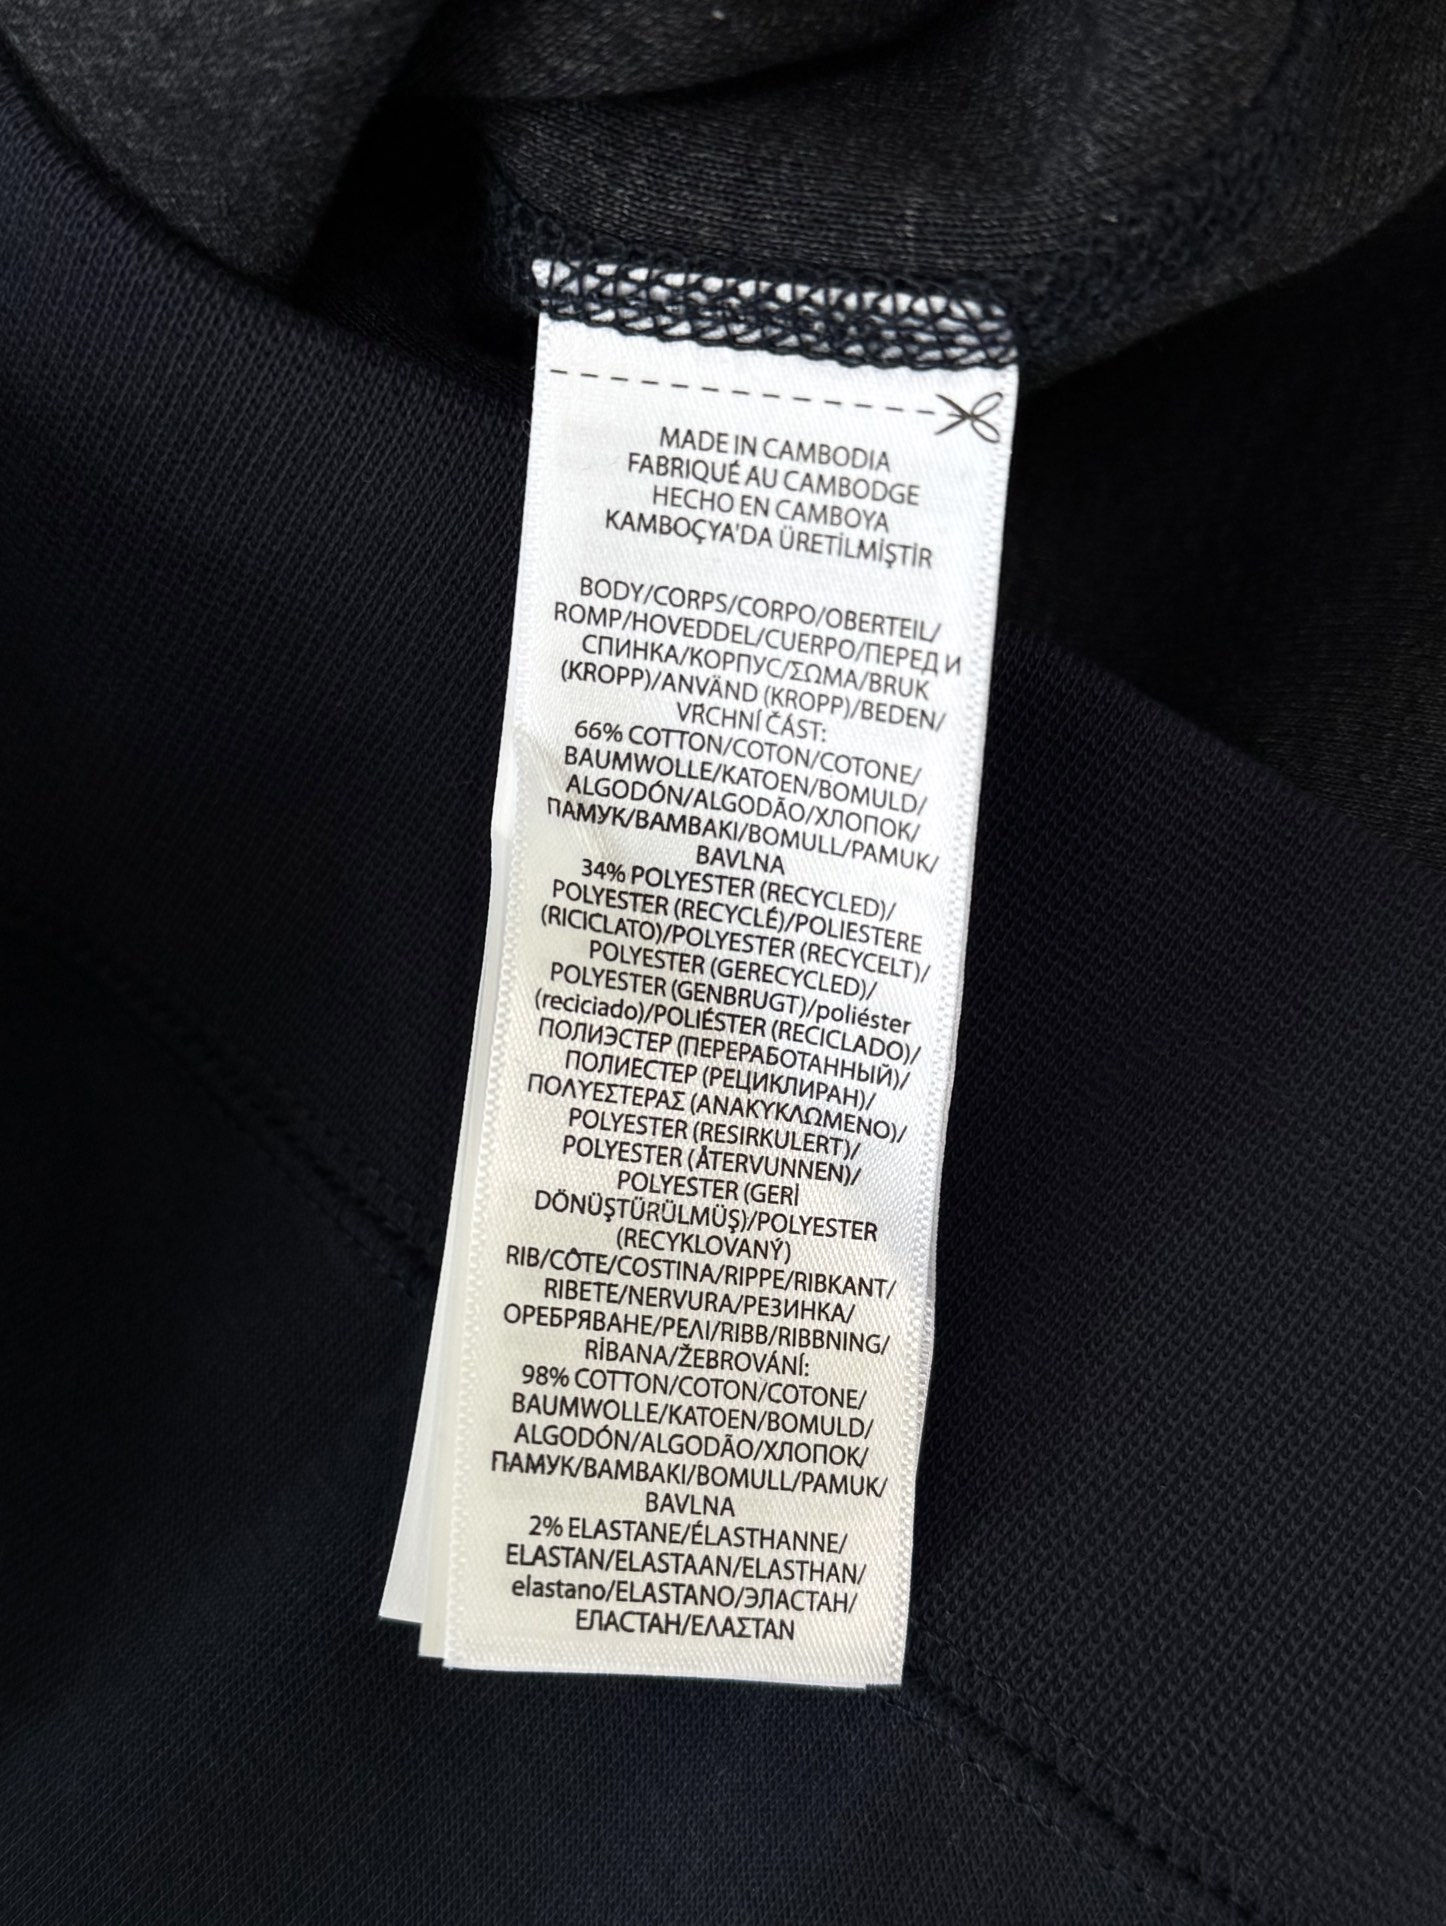 MADE IN CAMBODIA
FABRIQUÉ AU CAMBODGE
HECHO EN CAMBOYA
KAMBOÇYA'DA ÜRETİLMİŞTİR
BODY/CORPS/CORPO/OBERTEIL/
ROMP/HOVEDDEL/CUERPO/ПЕРЕД И
СПИНКА/КОРПУС/ΣΩΜΑ/BRUK
(KROPP)/ANVÄND (KROPP)/BEDEN/
VRCHNÍ ČÁST:
66% COTTON/COTON/COTONE/
BAUMWOLLE/KATOEN/BOMULD/
ALGODÓN/ALGODÃO/ХЛОПОК/
ПАМУК/BAMBAKI/BOMULL/PAMUK/
BAVLNA
34% POLYESTER (RECYCLED)/
POLYESTER (RECYCLÉ)/POLIESTERE
(RICICLATO)/POLYESTER (RECYCELT)/
POLYESTER (GERECYCLED)/
POLYESTER (GENBRUGT)/poliéster
(reciclado)/POLIÉSTER (RECICLADO)/
ПОЛИЭСТЕР (ПЕРЕРАБОТАННЫЙ)/
ПОЛИЕСТЕР (РЕЦИКЛИРАН)/
ΠΟΛΥΕΣΤΕΡΑΣ (ΑΝΑΚΥΚΛΩΜΕΝΟ)/
POLYESTER (RESIRKULERT)/
POLYESTER (ÅTERVUNNEN)/
POLYESTER (GERİ
DÖNÜŞTÜRÜLMÜŞ)/POLYESTER
(RECYKLOVANÝ)
RIB/CÔTE/COSTINA/RIPPE/RIBKANT/
RIBETE/NERVURA/РЕЗИНКА/
ОРЕБРЯВАНЕ/ΡΕΛΙ/RIBB/RIBBNING/
RİBANA/ŽEBROVÁNÍ:
98% COTTON/COTON/COTONE/
BAUMWOLLE/KATOEN/BOMULD/
ALGODÓN/ALGODÃO/ХЛОПОК/
ПАМУК/BAMBAKI/BOMULL/PAMUK/
BAVLNA
2% ELASTANE/ÉLASTHANNE/
ELASTAN/ELASTAAN/ELASTHAN/
elastano/ELASTANO/ЭЛАСТАН/
ЕЛАСТАН/ΕΛΑΣΤΑΝ